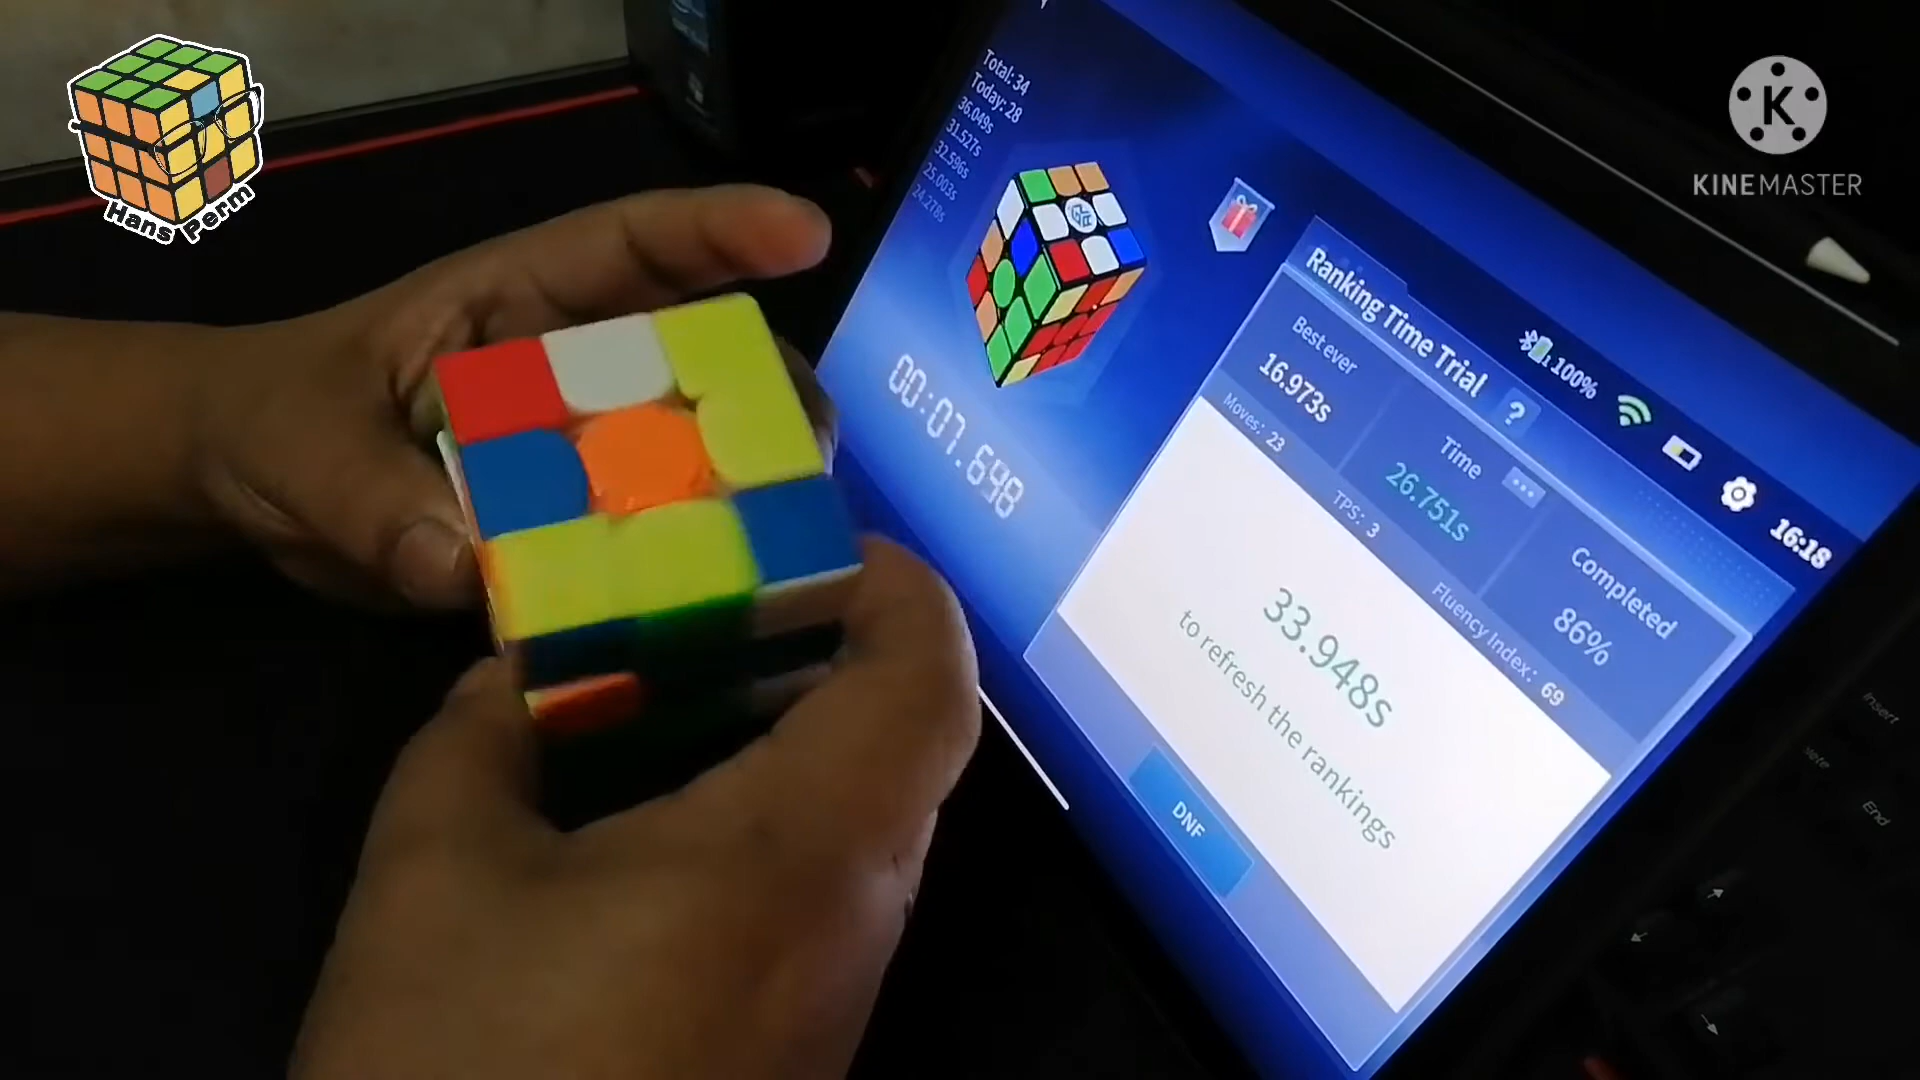 Hans Perm
K
KINEMASTER
Total: 34
Today: 28
36.049s
31.527s
32.596s
25.003s
24.278s
00:07.698
Ranking Time Trial ?
100%
16:18
Best ever
16.973s
Time
26.751s
Completed
86%
Moves: 23
TPS: 3
Fluency Index: 69
33.948s
to refresh the rankings
DNF
Insert
End